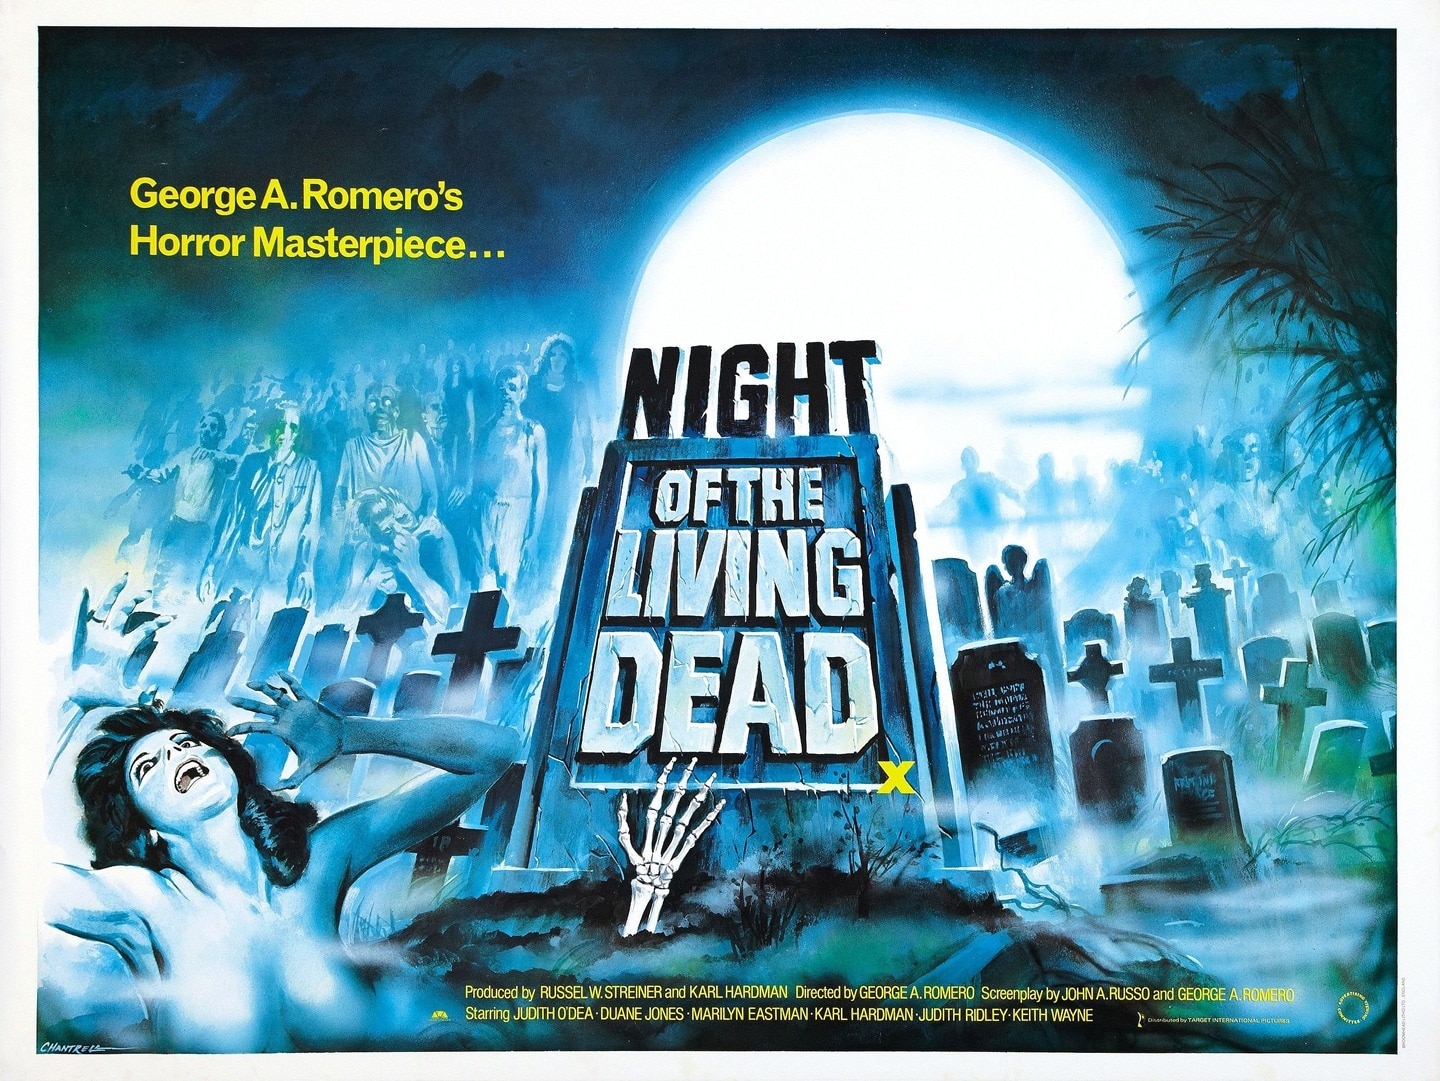 George A. Romero's
Horror Masterpiece...
NIGHT
OF THE
LIVING
DEAD
X
RIP
Produced by RUSSEL W. STREINER and KARL HARDMAN Directed by GEORGE A. ROMERO Screenplay by JOHN A. RUSSO and GEORGE A. ROMERO
Starring JUDITH O'DEA · DUANE JONES · MARILYN EASTMAN · KARL HARDMAN · JUDITH RIDLEY · KEITH WAYNE
Distributed by TARGET INTERNATIONAL PICTURES
CHANTRELL